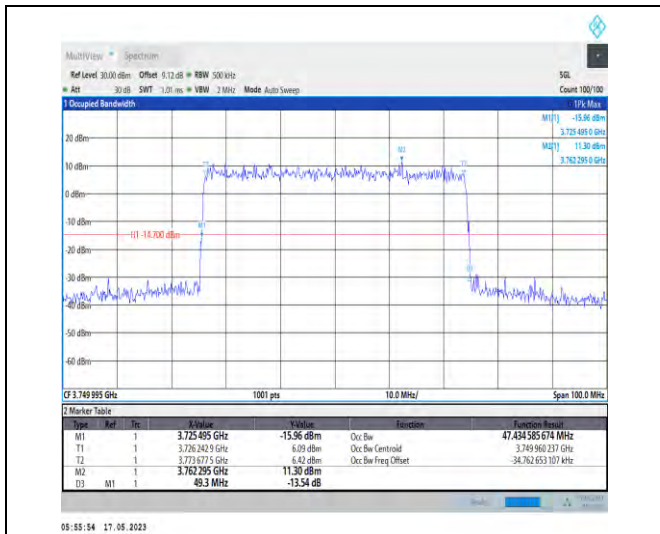 MultiView Spectrum
Ref Level 30.00 dBm Offset 9.12 dB RBW 500 kHz SGL
Att 30 dB SWT 1.01 ms VBW 2 MHz Mode Auto Sweep Count 100/100
1 Occupied Bandwidth 1Pk Max
M1[1] -15.96 dBm
3.725 495 0 GHz
M2[1] 11.30 dBm
3.762 295 0 GHz
20 dBm
M2
10 dBm
0 dBm
-10 dBm
M1
H1 -14.700 dBm
-20 dBm
-30 dBm
-40 dBm
-50 dBm
-60 dBm
CF 3.749 995 GHz 1001 pts 10.0 MHz/ Span 100.0 MHz
2 Marker Table
Type Ref Trc X-Value Y-Value Function Function Result
M1 1 3.725 495 GHz -15.96 dBm Occ Bw 47.434 585 674 MHz
T1 1 3.726 242 9 GHz 6.09 dBm Occ Bw Centroid 3.749 960 237 GHz
T2 1 3.773 677 5 GHz 6.42 dBm Occ Bw Freq Offset -34.762 653 107 kHz
M2 1 3.762 295 GHz 11.30 dBm
D3 M1 1 49.3 MHz -13.54 dB
05:55:54 17.05.2023